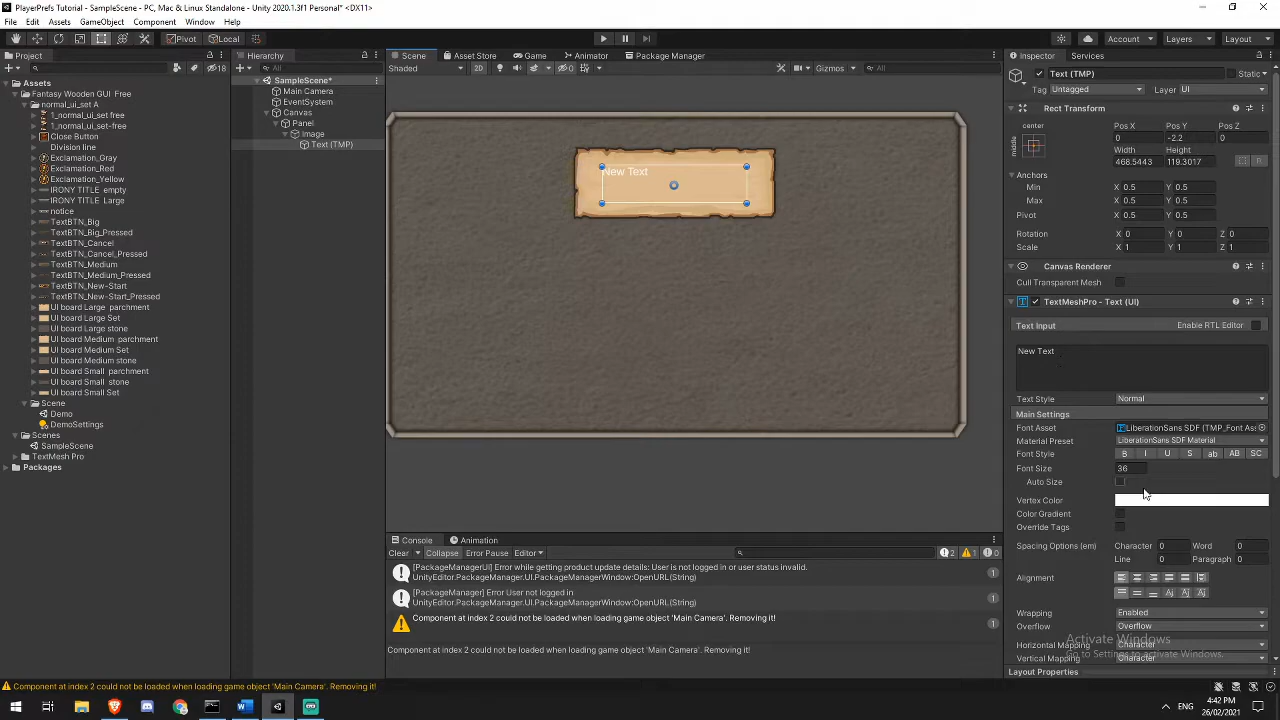 PlayerPrefs Tutorial - SampleScene - PC, Mac & Linux Standalone - Unity 2020.1.3f1 Personal* <DX11>
File Edit Assets GameObject Component Window Help
Pivot Local Account Layers Layout
Project
18
Assets
Fantasy Wooden GUI Free
normal_ui_set A
1_normal_ui_set free
1_normal_ui_set-free
Close Button
Division line
Exclamation_Gray
Exclamation_Red
Exclamation_Yellow
IRONY TITLE empty
IRONY TITLE Large
notice
TextBTN_Big
TextBTN_Big_Pressed
TextBTN_Cancel
TextBTN_Cancel_Pressed
TextBTN_Medium
TextBTN_Medium_Pressed
TextBTN_New-Start
TextBTN_New-Start_Pressed
UI board Large parchment
UI board Large Set
UI board Large stone
UI board Medium parchment
UI board Medium Set
UI board Medium stone
UI board Small parchment
UI board Small stone
UI board Small Set
Scene
Demo
DemoSettings
Scenes
SampleScene
TextMesh Pro
Packages
Hierarchy
All
SampleScene*
Main Camera
EventSystem
Canvas
Panel
Image
Text (TMP)
Scene Asset Store Game Animator Package Manager
Shaded 2D 0 Gizmos All
New Text
Console Animation
Clear Collapse Error Pause Editor 2 1 0
[PackageManagerUI] Error while getting product update details: User is not logged in or user status invalid.
UnityEditor.PackageManager.UI.PackageManagerWindow:OpenURL(String)
1
[PackageManager] Error User not logged in
UnityEditor.PackageManager.UI.PackageManagerWindow:OpenURL(String)
1
Component at index 2 could not be loaded when loading game object 'Main Camera'. Removing it!
1
Component at index 2 could not be loaded when loading game object 'Main Camera'. Removing it!
Inspector Services
Text (TMP) Static
Tag Untagged Layer UI
Rect Transform
center Pos X Pos Y Pos Z
middle 0 -2.2 0
Width Height
468.5443 119.3017 R
Anchors
Min X 0.5 Y 0.5
Max X 0.5 Y 0.5
Pivot X 0.5 Y 0.5
Rotation X 0 Y 0 Z 0
Scale X 1 Y 1 Z 1
Canvas Renderer
Cull Transparent Mesh
TextMeshPro - Text (UI)
Text Input Enable RTL Editor
New Text
Text Style Normal
Main Settings
Font Asset LiberationSans SDF (TMP_Font Ass
Material Preset LiberationSans SDF Material
Font Style B I U S ab AB SC
Font Size 36
Auto Size
Vertex Color
Color Gradient
Override Tags
Spacing Options (em) Character 0 Word 0
Line 0 Paragraph 0
Alignment
Wrapping Enabled
Overflow Overflow
Horizontal Mapping Character
Vertical Mapping Character
Layout Properties
Activate Windows
Go to Settings to activate Windows.
Component at index 2 could not be loaded when loading game object 'Main Camera'. Removing it!
ENG 4:42 PM
26/02/2021